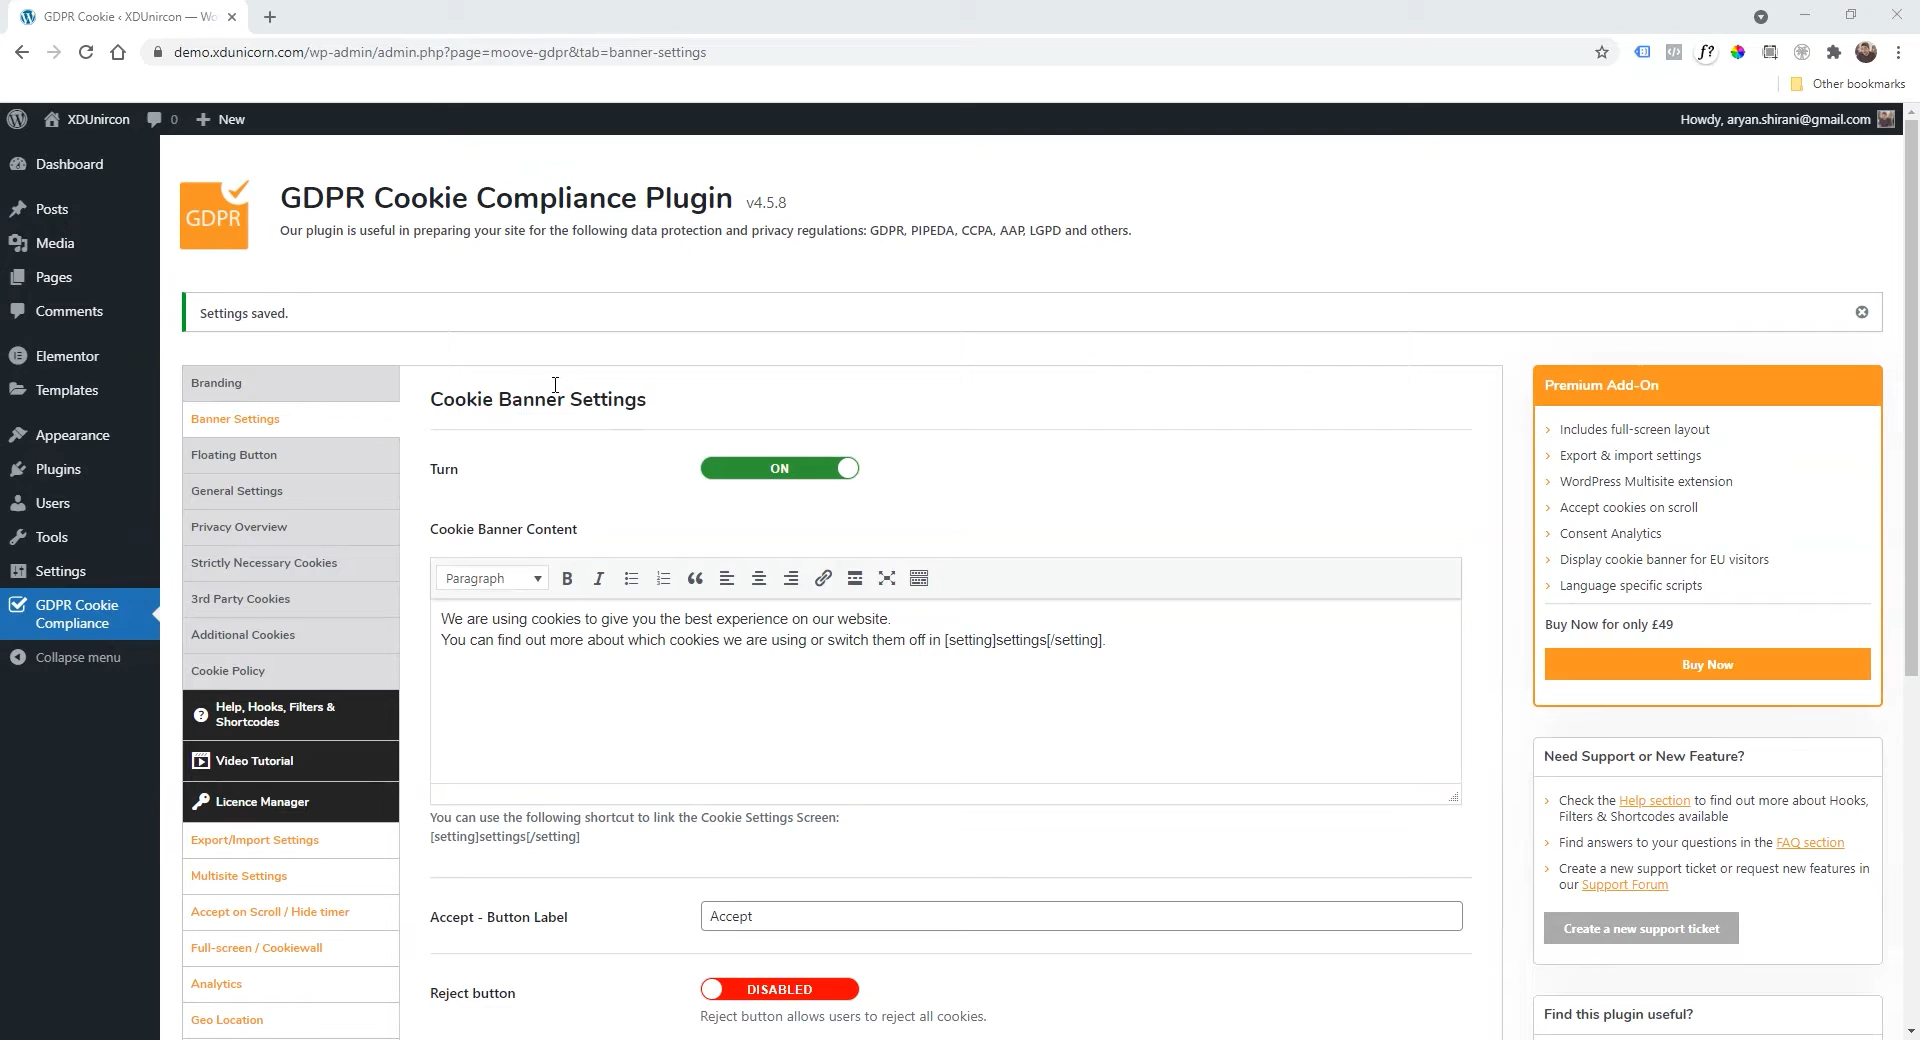 GDPR Cookie ‹ XDUnircon — Wo
demo.xdunicorn.com/wp-admin/admin.php?page=moove-gdpr&tab=banner-settings
f?
Other bookmarks
XDUnircon
0
New
Howdy, aryan.shirani@gmail.com
Dashboard
Posts
Media
Pages
Comments
Elementor
Templates
Appearance
Plugins
Users
Tools
Settings
GDPR Cookie
Compliance
Collapse menu
GDPR
GDPR Cookie Compliance Plugin v4.5.8
Our plugin is useful in preparing your site for the following data protection and privacy regulations: GDPR, PIPEDA, CCPA, AAP, LGPD and others.
Settings saved.
Branding
Banner Settings
Floating Button
General Settings
Privacy Overview
Strictly Necessary Cookies
3rd Party Cookies
Additional Cookies
Cookie Policy
Help, Hooks, Filters &
Shortcodes
Video Tutorial
Licence Manager
Export/Import Settings
Multisite Settings
Accept on Scroll / Hide timer
Full-screen / Cookiewall
Analytics
Geo Location
Cookie Banner Settings
Turn
ON
Cookie Banner Content
Paragraph
We are using cookies to give you the best experience on our website.
You can find out more about which cookies we are using or switch them off in [setting]settings[/setting].
You can use the following shortcut to link the Cookie Settings Screen:
[setting]settings[/setting]
Accept - Button Label
Accept
Reject button
DISABLED
Reject button allows users to reject all cookies.
Premium Add-On
Includes full-screen layout
Export & import settings
WordPress Multisite extension
Accept cookies on scroll
Consent Analytics
Display cookie banner for EU visitors
Language specific scripts
Buy Now for only £49
Buy Now
Need Support or New Feature?
Check the Help section to find out more about Hooks,
Filters & Shortcodes available
Find answers to your questions in the FAQ section
Create a new support ticket or request new features in
our Support Forum
Create a new support ticket
Find this plugin useful?